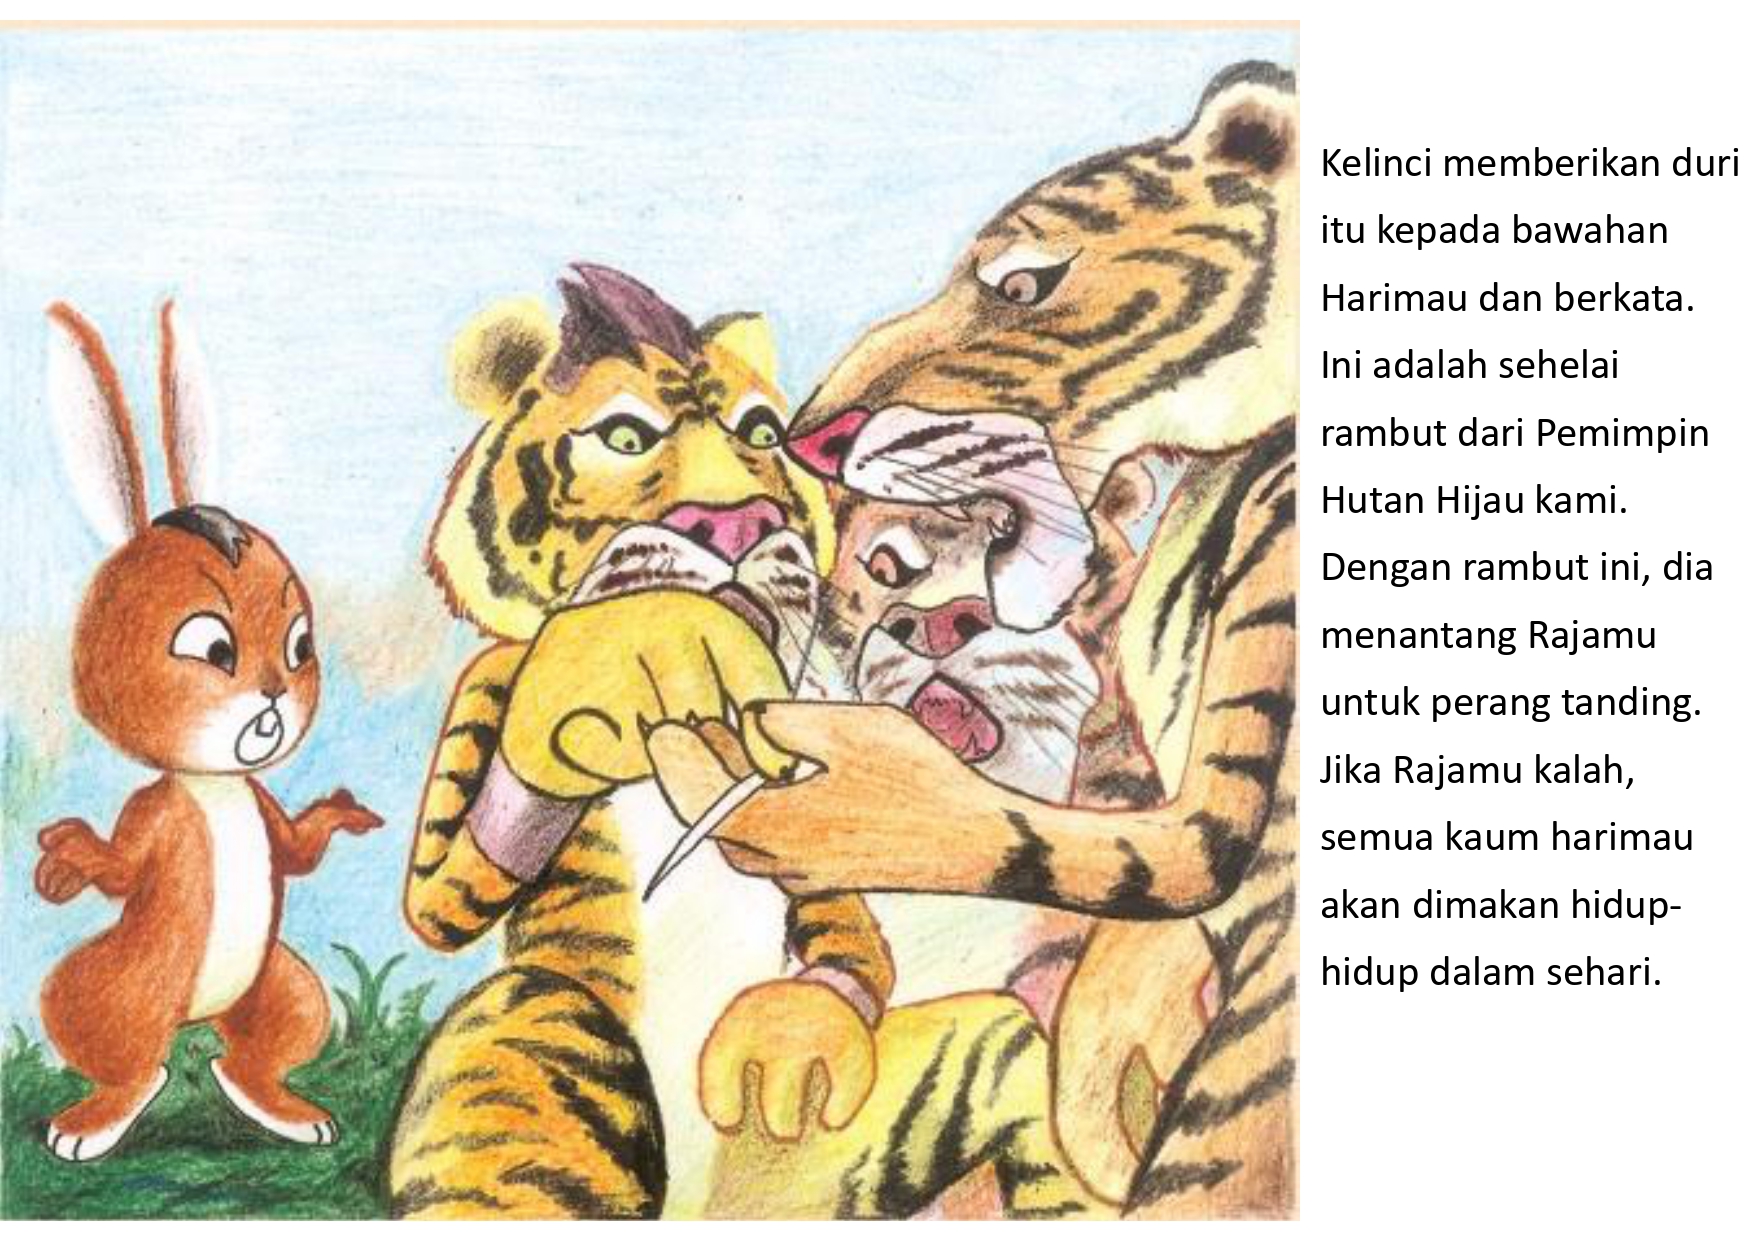 Kelinci memberikan duri
itu kepada bawahan
Harimau dan berkata.
Ini adalah sehelai
rambut dari Pemimpin
Hutan Hijau kami.
Dengan rambut ini, dia
menantang Rajamu
untuk perang tanding.
Jika Rajamu kalah,
semua kaum harimau
akan dimakan hidup-
hidup dalam sehari.